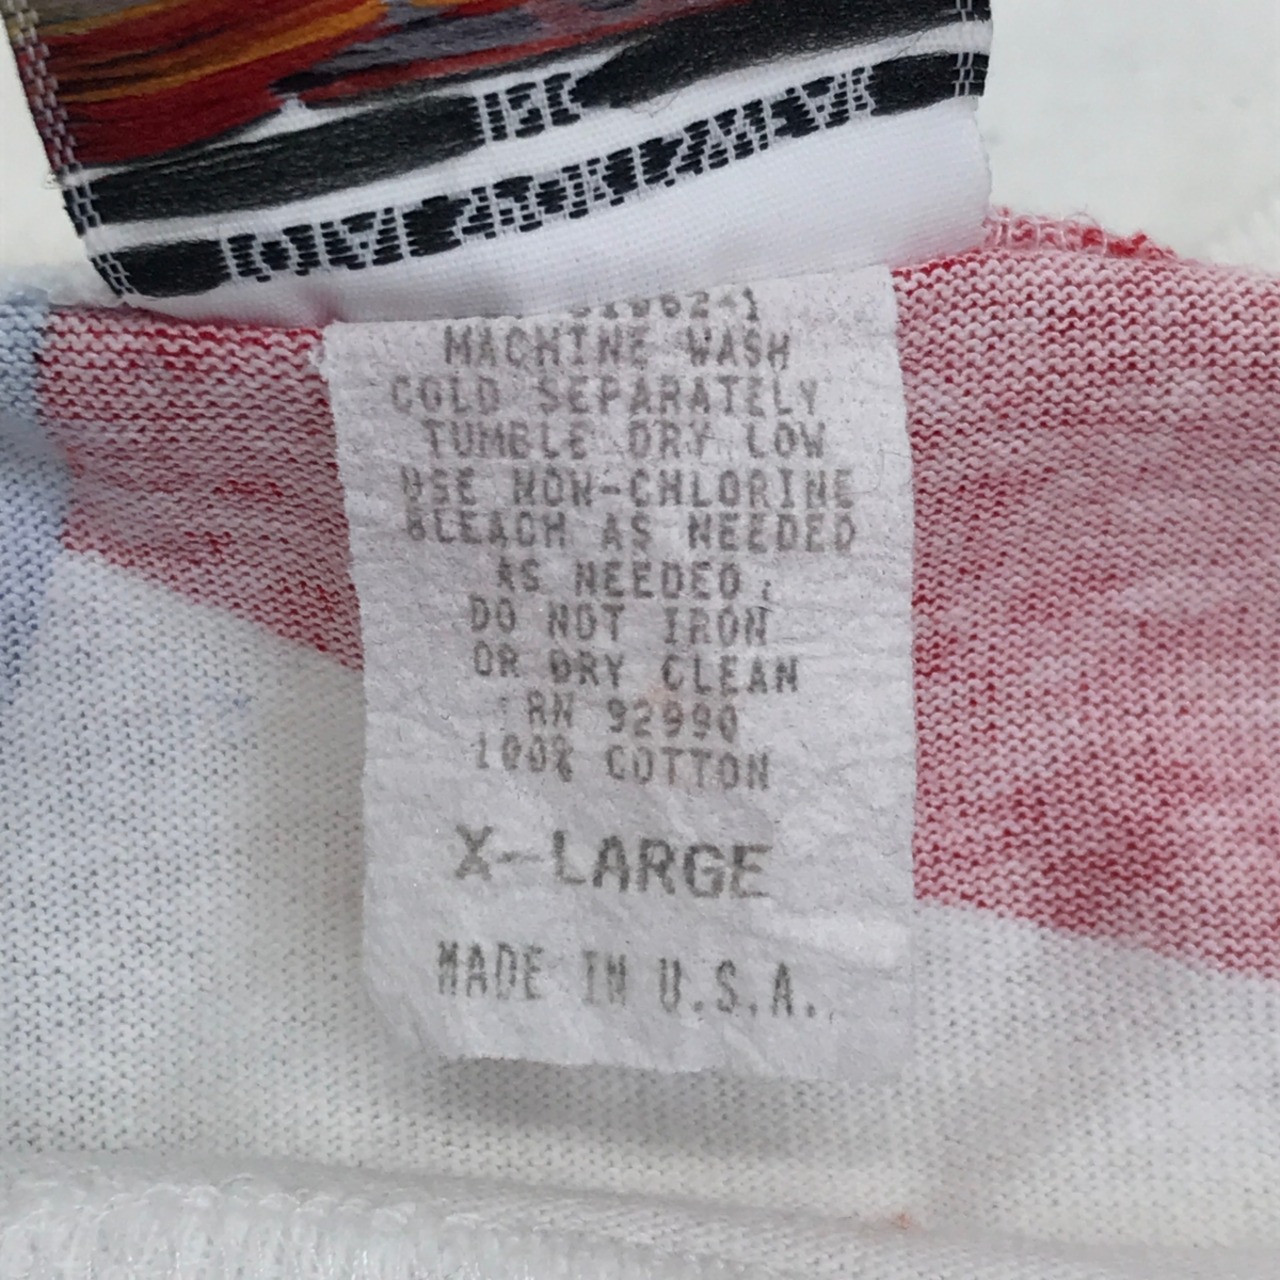 MACHINE WASH
COLD SEPARATELY
TUMBLE DRY LOW
USE NON-CHLORINE
BLEACH AS NEEDED
AS NEEDED.
DO NOT IRON
OR DRY CLEAN
RN 92990
100% COTTON
X-LARGE
MADE IN U.S.A.